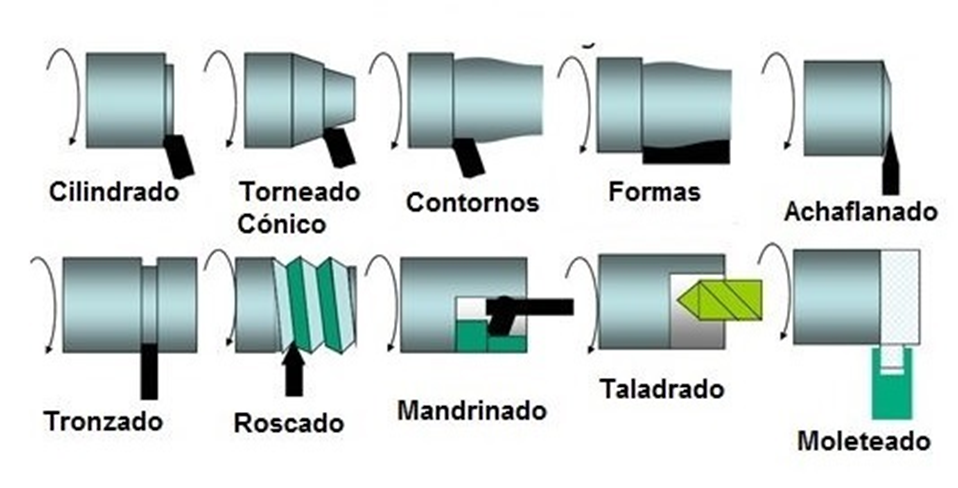 Cilindrado
Torneado
Cónico
Contornos
Formas
Achaflanado
Tronzado
Roscado
Mandrinado
Taladrado
Moleteado